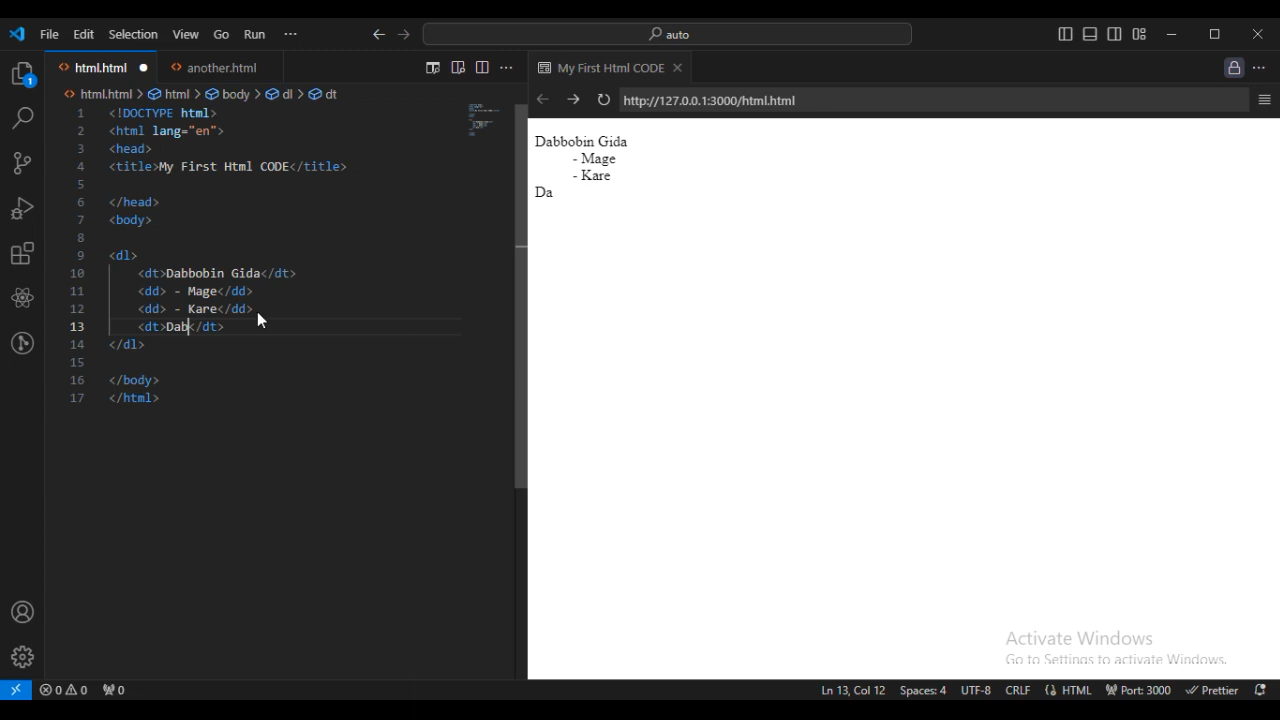 File Edit Selection View Go Run ··· auto
html.html another.html ··· My First Html CODE ···
html.html > html > body > dl > dt http://127.0.0.1:3000/html.html
1 <!DOCTYPE html>
2 <html lang="en">
3 <head>
4 <title>My First Html CODE</title>
5
6 </head>
7 <body>
8
9 <dl>
10 <dt>Dabbobin Gida</dt>
11 <dd> - Mage</dd>
12 <dd> - Kare</dd>
13 <dt>Dab</dt>
14 </dl>
15
16 </body>
17 </html>
Dabbobin Gida
- Mage
- Kare
Da
Activate Windows
Go to Settings to activate Windows.
1
0 0 0 Ln 13, Col 12 Spaces: 4 UTF-8 CRLF HTML Port: 3000 Prettier